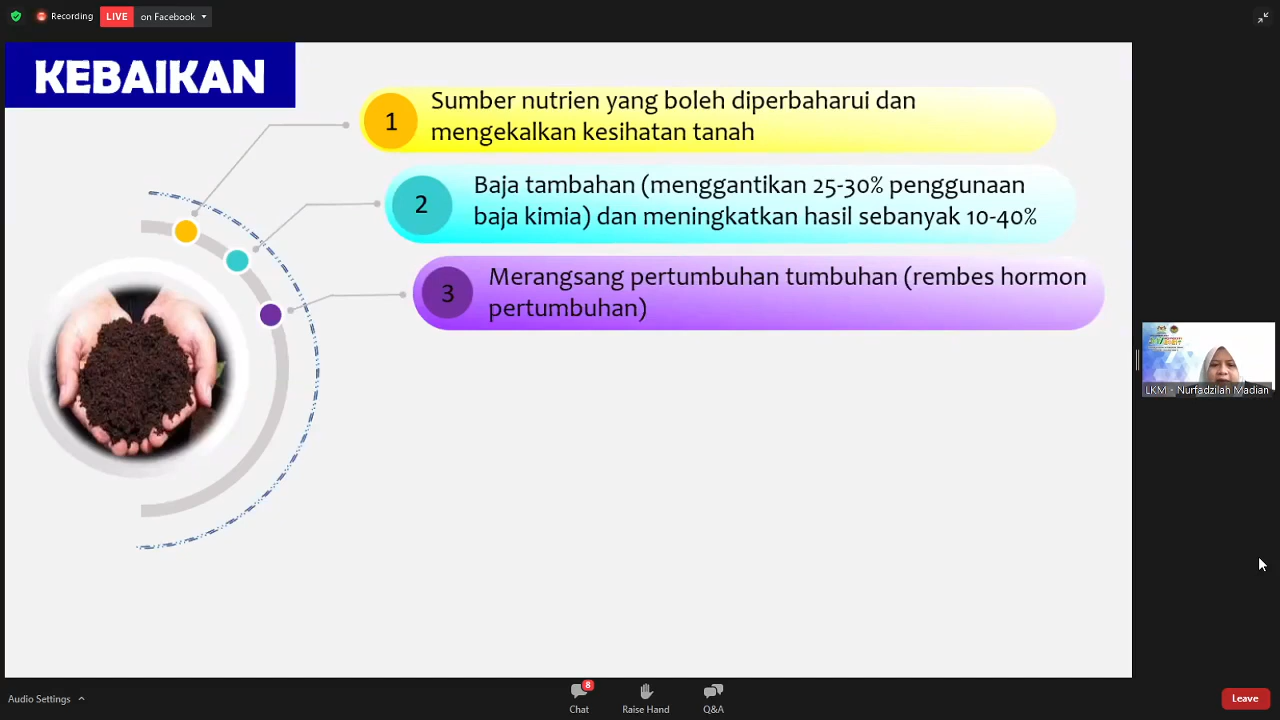 Recording
LIVE
on Facebook
KEBAIKAN
1
Sumber nutrien yang boleh diperbaharui dan
mengekalkan kesihatan tanah
2
Baja tambahan (menggantikan 25-30% penggunaan
baja kimia) dan meningkatkan hasil sebanyak 10-40%
3
Merangsang pertumbuhan tumbuhan (rembes hormon
pertumbuhan)
LKM - Nurfadzilah Madian
Audio Settings
8
Chat
Raise Hand
Q&A
Leave